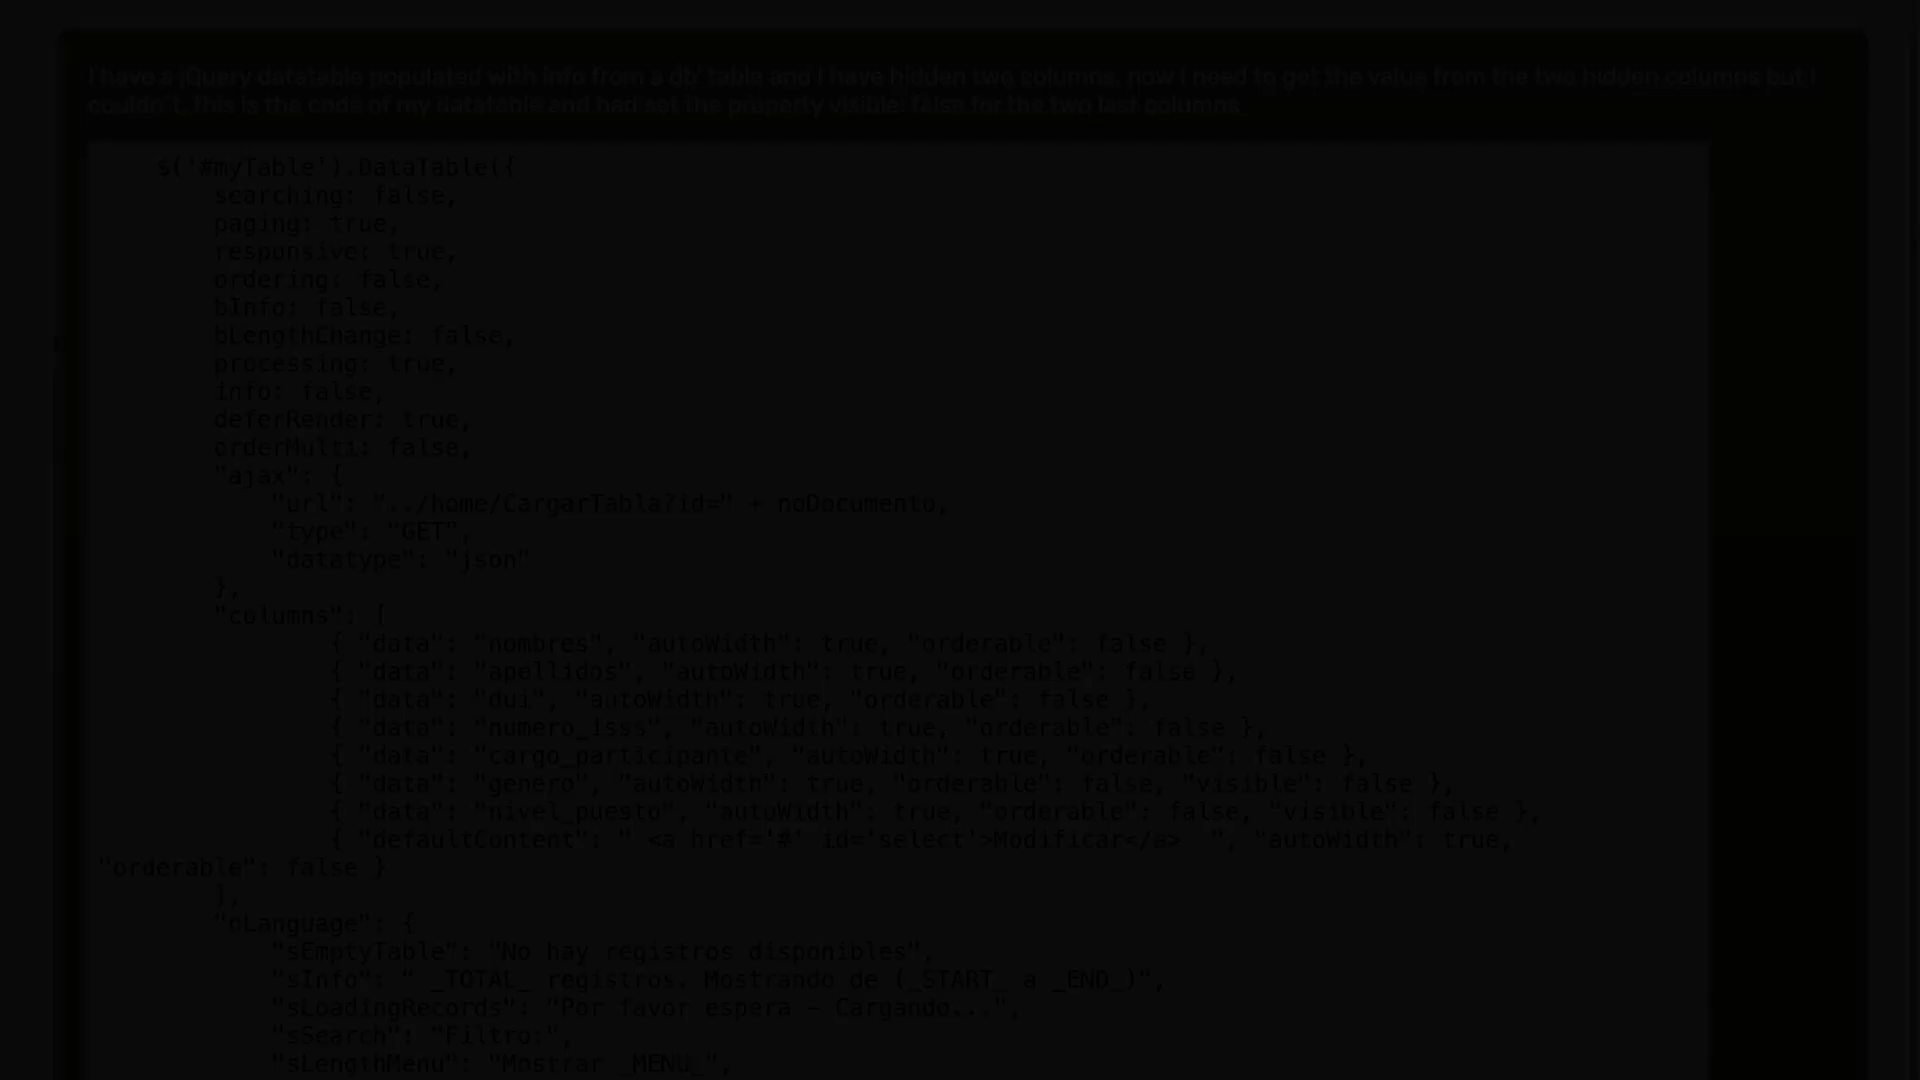 I have a jQuery datatable populated with info from a db' table and I have hidden two columns, now I need to get the value from the two hidden columns but I
couldn't. This is the code of my datatable and had set the property visible: false for the two last columns.
$('#myTable').DataTable({
searching: false,
paging: true,
responsive: true,
ordering: false,
bInfo: false,
bLengthChange: false,
processing: true,
info: false,
deferRender: true,
orderMulti: false,
"ajax": {
"url": "../home/CargarTabla?id=" + noDocumento,
"type": "GET",
"datatype": "json"
},
"columns": [
{ "data": "nombres", "autoWidth": true, "orderable": false },
{ "data": "apellidos", "autoWidth": true, "orderable": false },
{ "data": "dui", "autoWidth": true, "orderable": false },
{ "data": "numero_isss", "autoWidth": true, "orderable": false },
{ "data": "cargo_participante", "autoWidth": true, "orderable": false },
{ "data": "genero", "autoWidth": true, "orderable": false, "visible": false },
{ "data": "nivel_puesto", "autoWidth": true, "orderable": false, "visible": false },
{ "defaultContent": " <a href='#' id='select'>Modificar</a>  ", "autoWidth": true,
"orderable": false }
],
"oLanguage": {
"sEmptyTable": "No hay registros disponibles",
"sInfo": " _TOTAL_ registros. Mostrando de (_START_ a _END_)",
"sLoadingRecords": "Por favor espera - Cargando...",
"sSearch": "Filtro:",
"sLengthMenu": "Mostrar _MENU_",